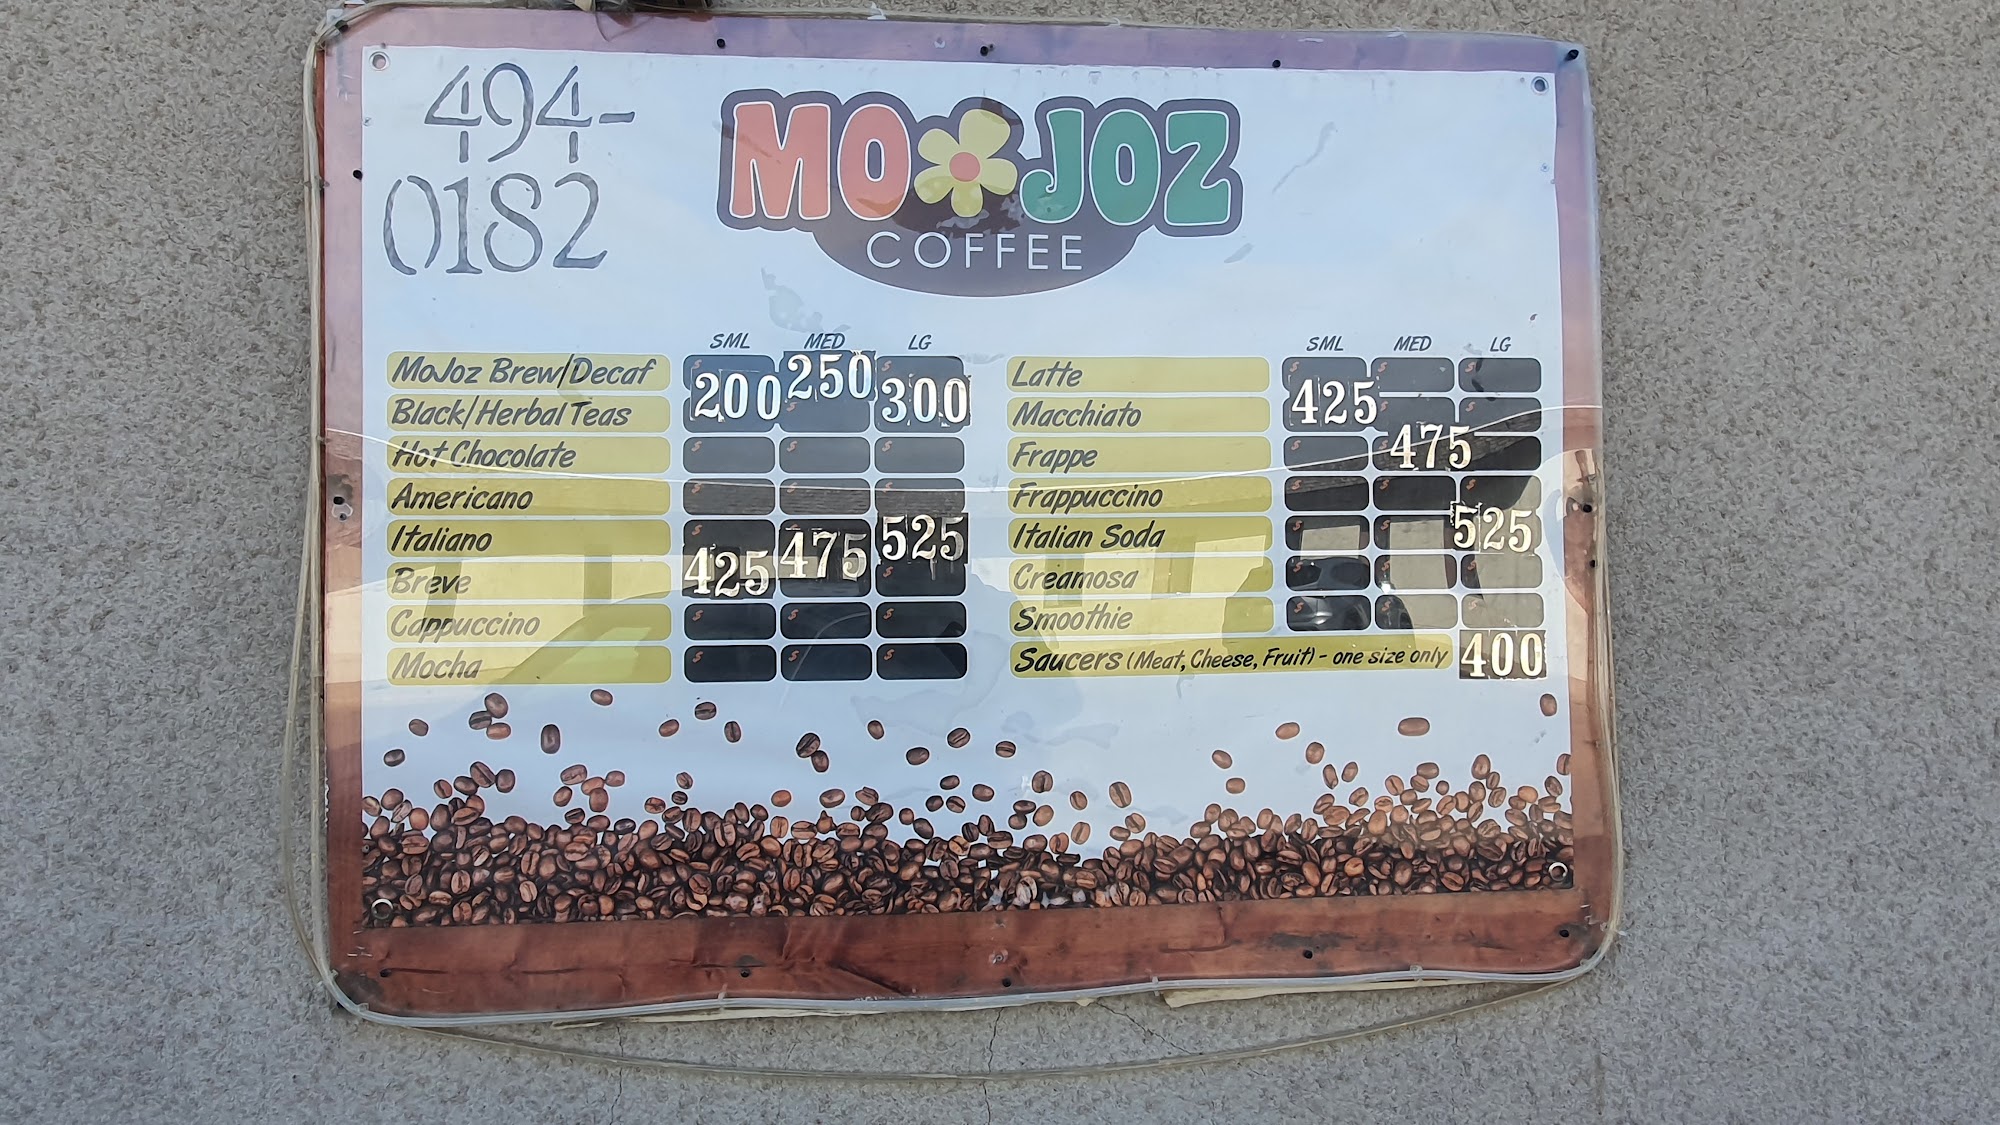 494-
0182
MOJOZ
COFFEE
SML MED LG
MoJoz Brew/Decaf
Black/Herbal Teas
200 250 300
Hot Chocolate
Americano
Italiano
Breve
425 475 525
Cappuccino
Mocha
SML MED LG
Latte
Macchiato
425
Frappe
475
Frappuccino
Italian Soda
525
Creamosa
Smoothie
Saucers (Meat, Cheese, Fruit) - one size only 400